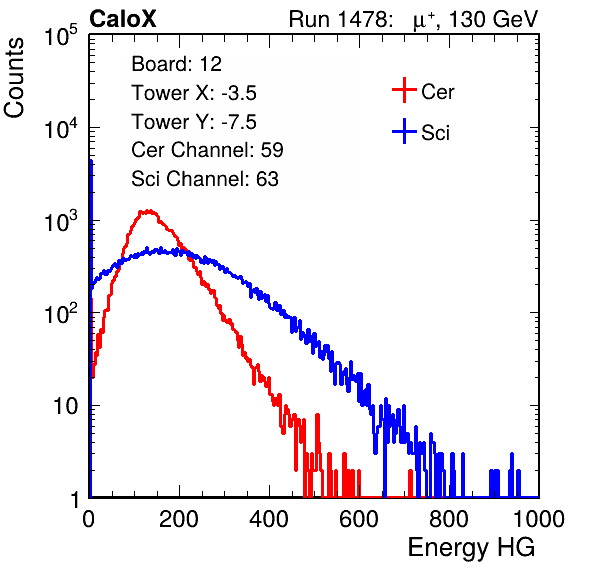 CaloX Run 1478: μ⁺, 130 GeV
Counts
Board: 12
Tower X: -3.5
Tower Y: -7.5
Cer Channel: 59
Sci Channel: 63
Cer
Sci
10⁵
10⁴
10³
10²
10
1
0 200 400 600 800 1000
Energy HG